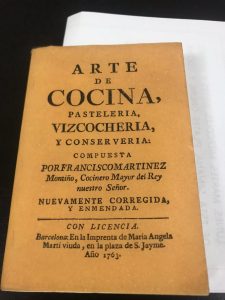 ARTE
DE
COCINA,
PASTELERIA,
VIZCOCHERIA,
Y CONSERVERIA:
COMPUESTA
POR FRANCISCO MARTINEZ
Montiño, Cocinero Mayor del Rey
nuestro Señor.
NUEVAMENTE CORREGIDA,
Y ENMENDADA.
CON LICENCIA.
Barcelona: En la Imprenta de Maria Angela
Martì viuda, en la plaza de S. Jayme.
Año 1763.